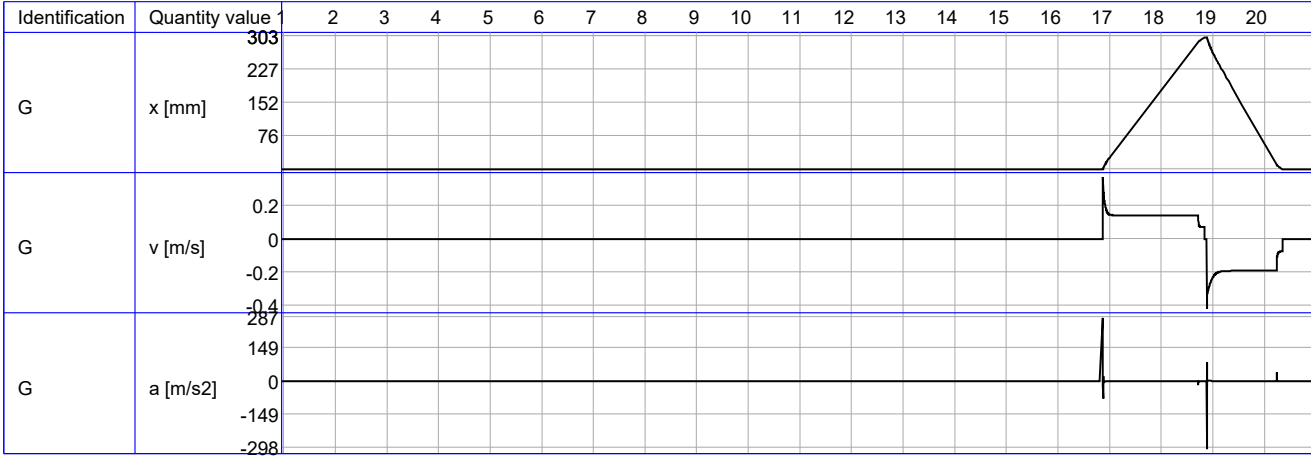 Identification Quantity value 1 2 3 4 5 6 7 8 9 10 11 12 13 14 15 16 17 18 19 20
303
227
G x [mm] 152
76
0.2
0
G v [m/s]
-0.2
-0.4
287
149
G a [m/s2] 0
-149
-298